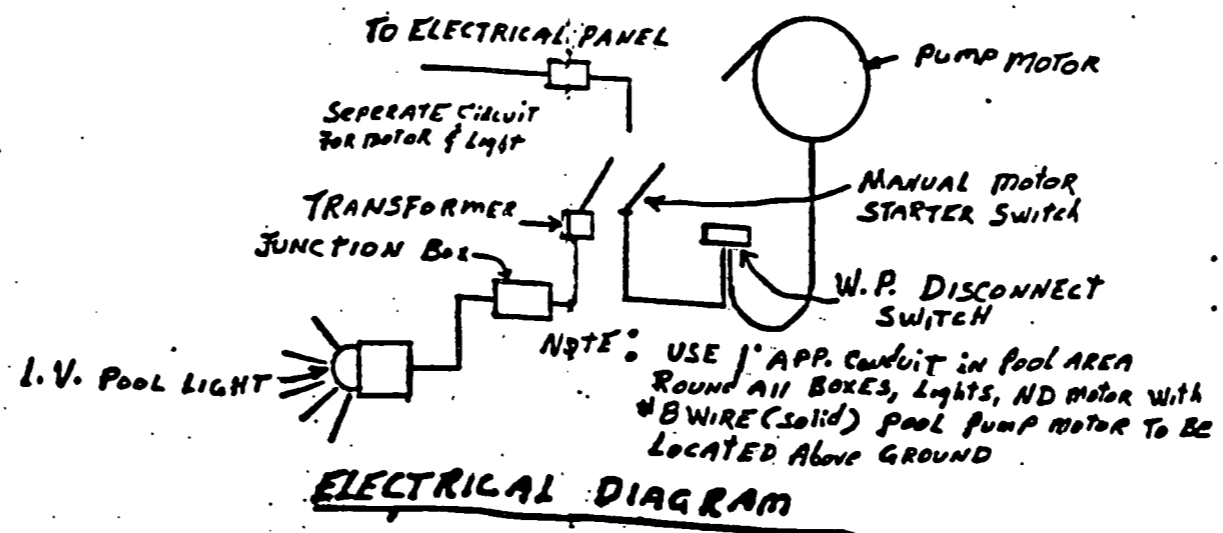 TO ELECTRICAL PANEL
PUMP MOTOR
SEPERATE CIRCUIT
FOR MOTOR & Light
MANUAL MOTOR
STARTER SWITCH
TRANSFORMER
JUNCTION BOX
W.P. DISCONNECT
SWITCH
L.V. POOL LIGHT
NOTE: USE 1" APP. Conduit in Pool AREA
ROUND All BOXES, Lights, ND MOTOR With
#8 WIRE (Solid) POOL PUMP MOTOR TO BE
LOCATED Above GROUND
ELECTRICAL DIAGRAM